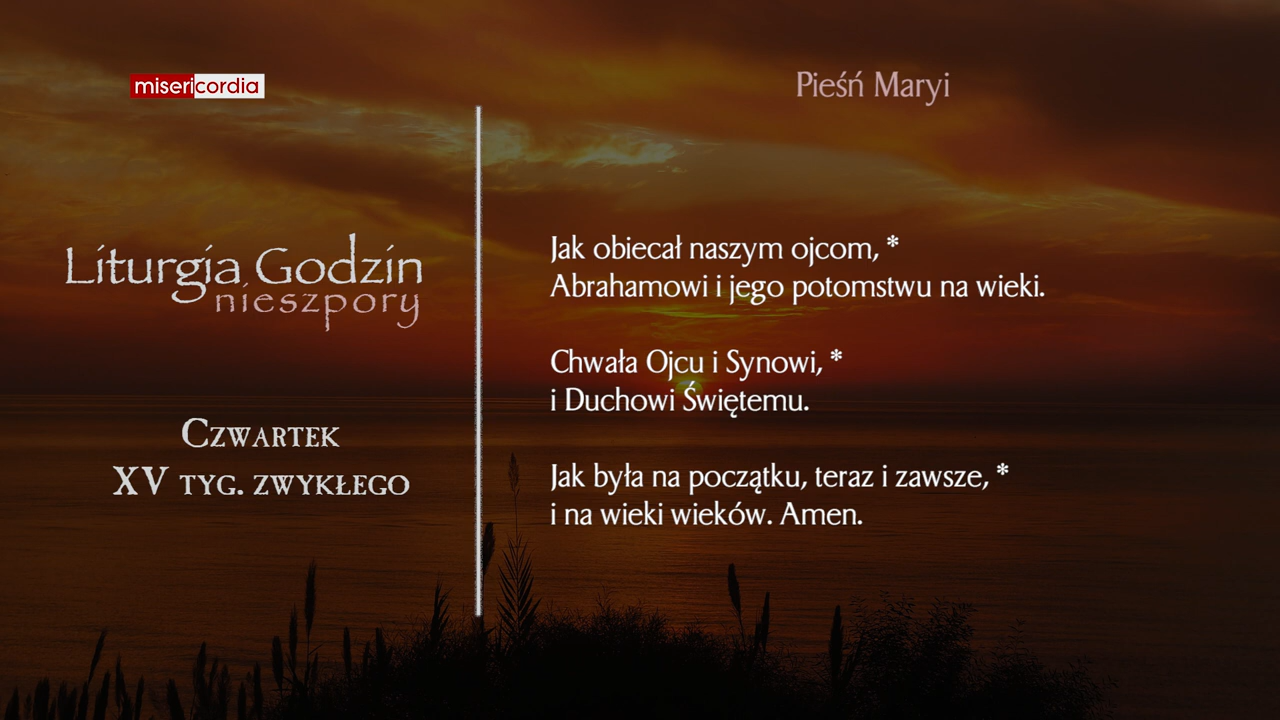 misericordia
Pieśń Maryi
Liturgia Godzin
nieszpory
Czwartek
XV tyg. zwykłego
Jak obiecał naszym ojcom, *
Abrahamowi i jego potomstwu na wieki.
Chwała Ojcu i Synowi, *
i Duchowi Świętemu.
Jak była na początku, teraz i zawsze, *
i na wieki wieków. Amen.